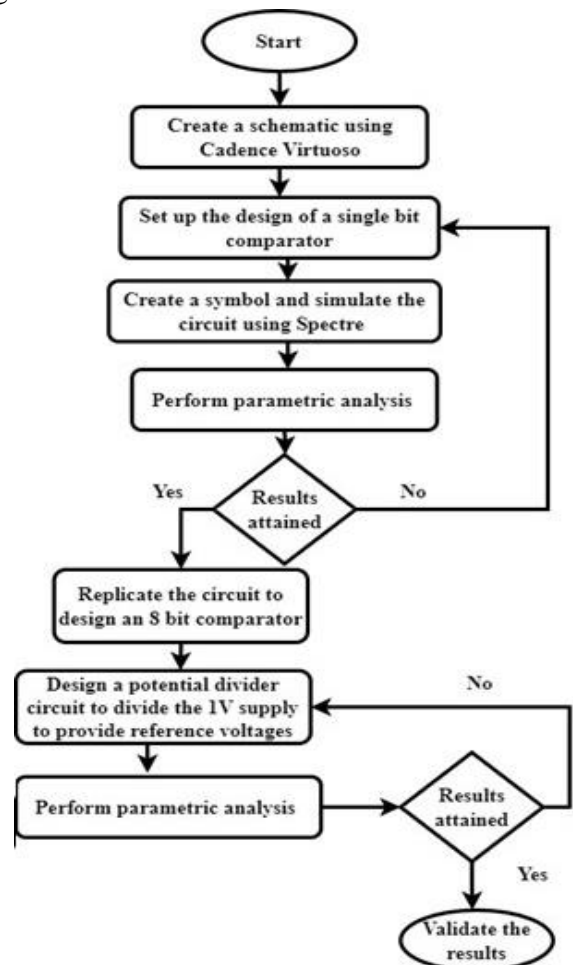 Start
Create a schematic using
Cadence Virtuoso
Set up the design of a single bit
comparator
Create a symbol and simulate the
circuit using Spectre
Perform parametric analysis
Yes
Results
attained
No
Replicate the circuit to
design an 8 bit comparator
Design a potential divider
circuit to divide the 1V supply
to provide reference voltages
No
Perform parametric analysis
Results
attained
Yes
Validate the
results